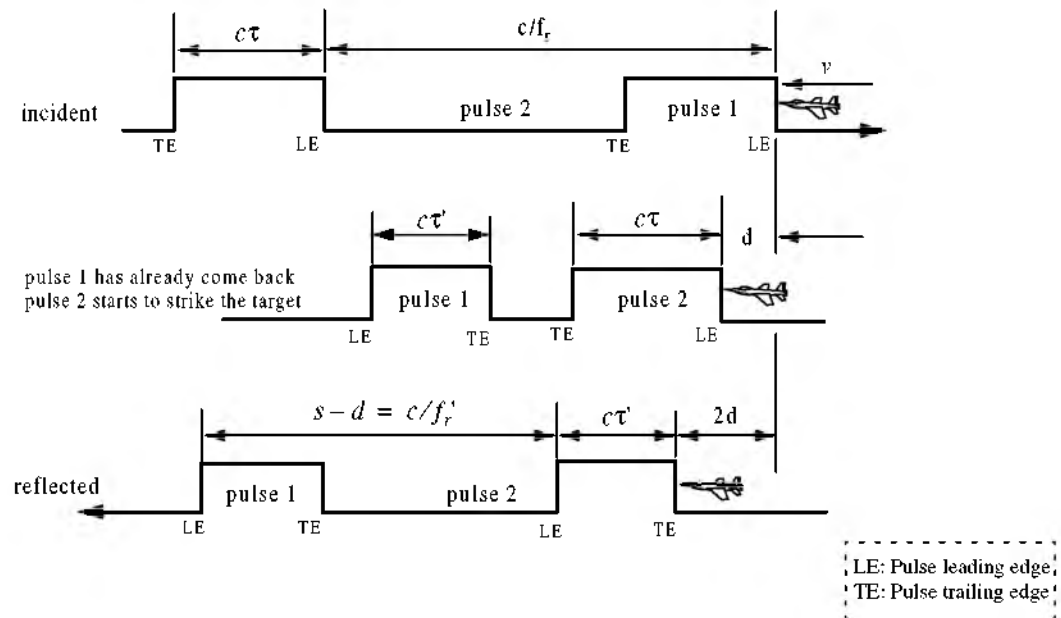 cτ
c/fr
v
incident
pulse 2
pulse 1
TE
LE
TE
LE
cτ'
cτ
d
pulse 1 has already come back
pulse 2 starts to strike the target
pulse 1
pulse 2
LE
TE
TE
LE
s – d = c/fr'
cτ'
2d
reflected
pulse 1
pulse 2
LE
TE
LE
TE
LE: Pulse leading edge
TE: Pulse trailing edge